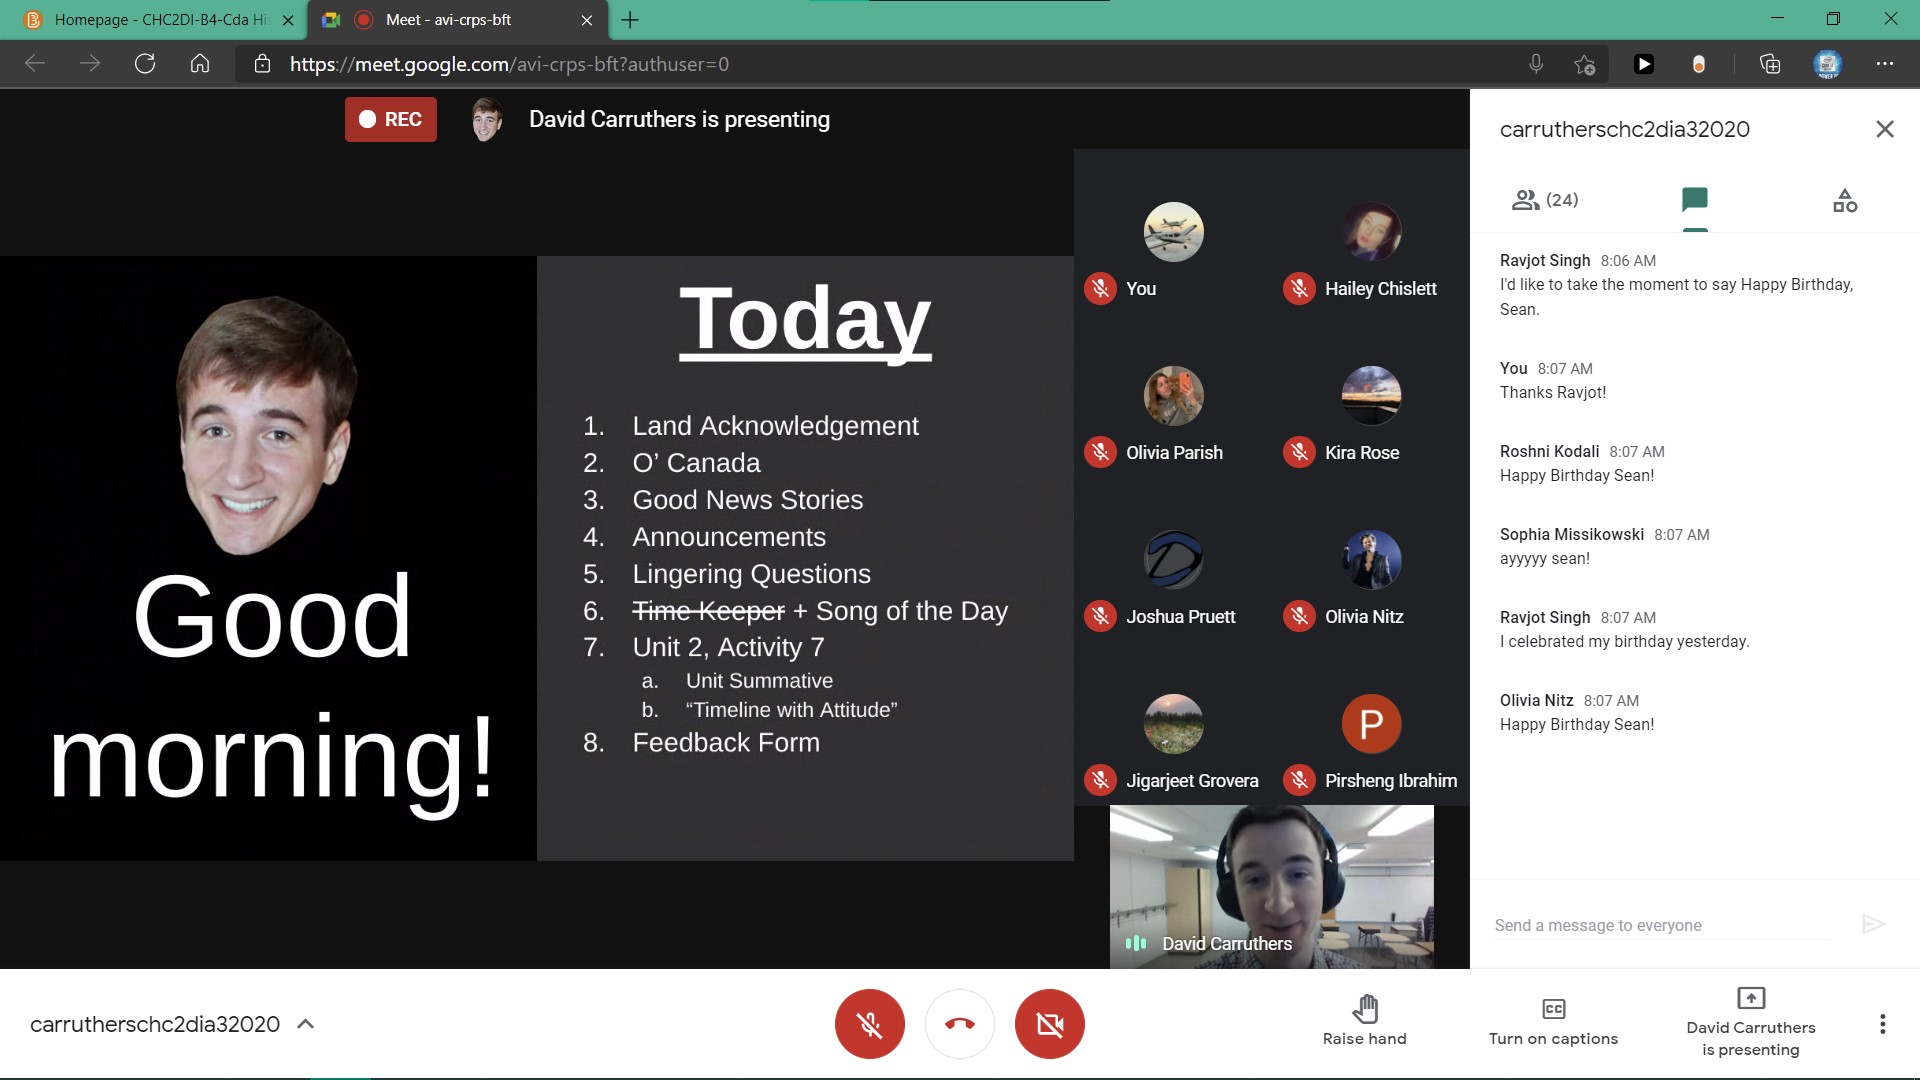 Homepage - CHC2DI-B4-Cda His
Meet - avi-crps-bft
https://meet.google.com/avi-crps-bft?authuser=0
REC
David Carruthers is presenting
Good
morning!
Today
1. Land Acknowledgement
2. O’ Canada
3. Good News Stories
4. Announcements
5. Lingering Questions
6. Time Keeper + Song of the Day
7. Unit 2, Activity 7
a. Unit Summative
b. “Timeline with Attitude”
8. Feedback Form
You
Hailey Chislett
Olivia Parish
Kira Rose
Joshua Pruett
Olivia Nitz
P
Jigarjeet Grovera
Pirsheng Ibrahim
David Carruthers
carrutherschc2dia32020
(24)
Ravjot Singh 8:06 AM
I'd like to take the moment to say Happy Birthday,
Sean.
You 8:07 AM
Thanks Ravjot!
Roshni Kodali 8:07 AM
Happy Birthday Sean!
Sophia Missikowski 8:07 AM
ayyyyy sean!
Ravjot Singh 8:07 AM
I celebrated my birthday yesterday.
Olivia Nitz 8:07 AM
Happy Birthday Sean!
Send a message to everyone
carrutherschc2dia32020
Raise hand
CC
Turn on captions
David Carruthers
is presenting